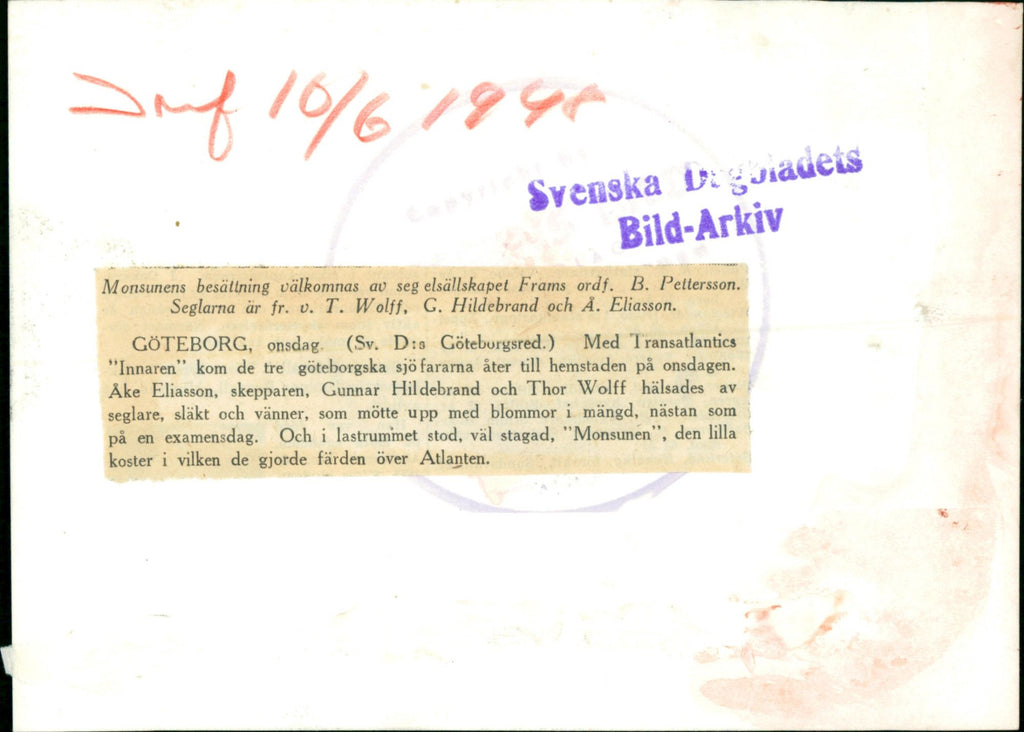 10/6 1948
Svenska Dagbladets
Bild-Arkiv
Monsunens besättning välkomnas av seg elsällskapet Frams ordf. B. Pettersson.
Seglarna är fr. v. T. Wolff, G. Hildebrand och Å. Eliasson.
GÖTEBORG, onsdag. (Sv. D:s Göteborgsred.) Med Transatlantics
"Innaren" kom de tre göteborgska sjöfararna åter till hemstaden på onsdagen.
Åke Eliasson, skepparen, Gunnar Hildebrand och Thor Wolff hälsades av
seglare, släkt och vänner, som mötte upp med blommor i mängd, nästan som
på en examensdag. Och i lastrummet stod, väl stagad, "Monsunen", den lilla
koster i vilken de gjorde färden över Atlanten.